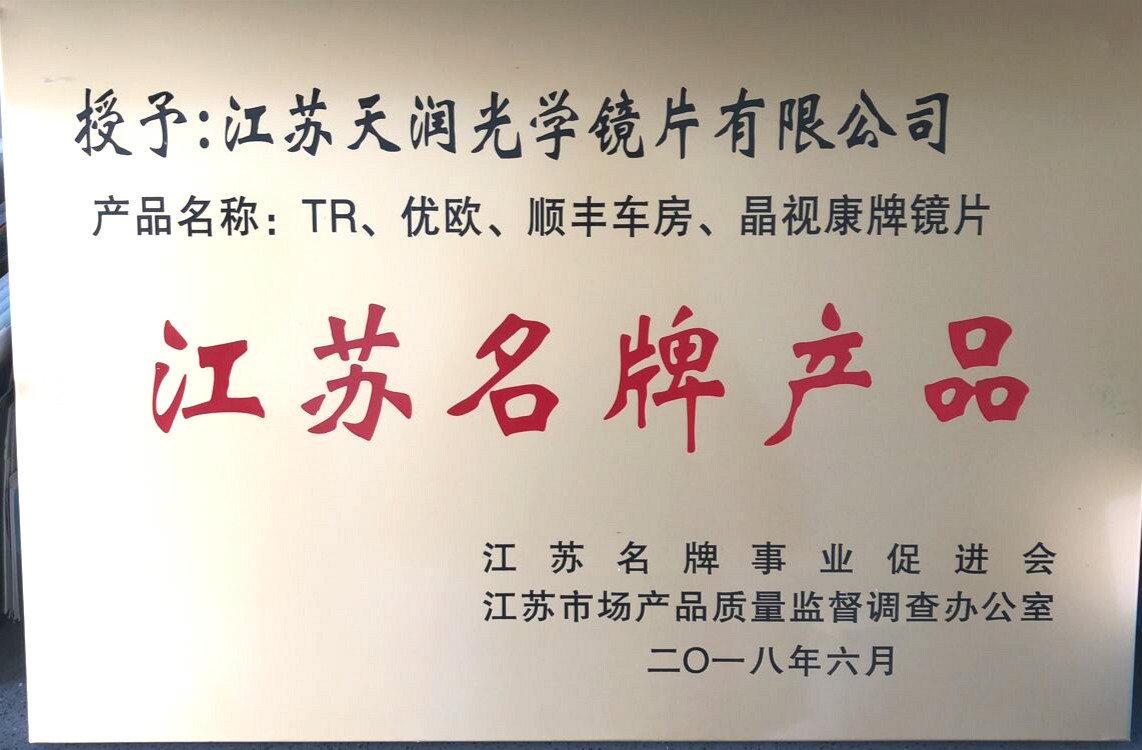 授予:江苏天润光学镜片有限公司
产品名称：TR、优欧、顺丰车房、晶视康牌镜片
江苏名牌产品
江苏名牌事业促进会
江苏市场产品质量监督调查办公室
二〇一八年六月